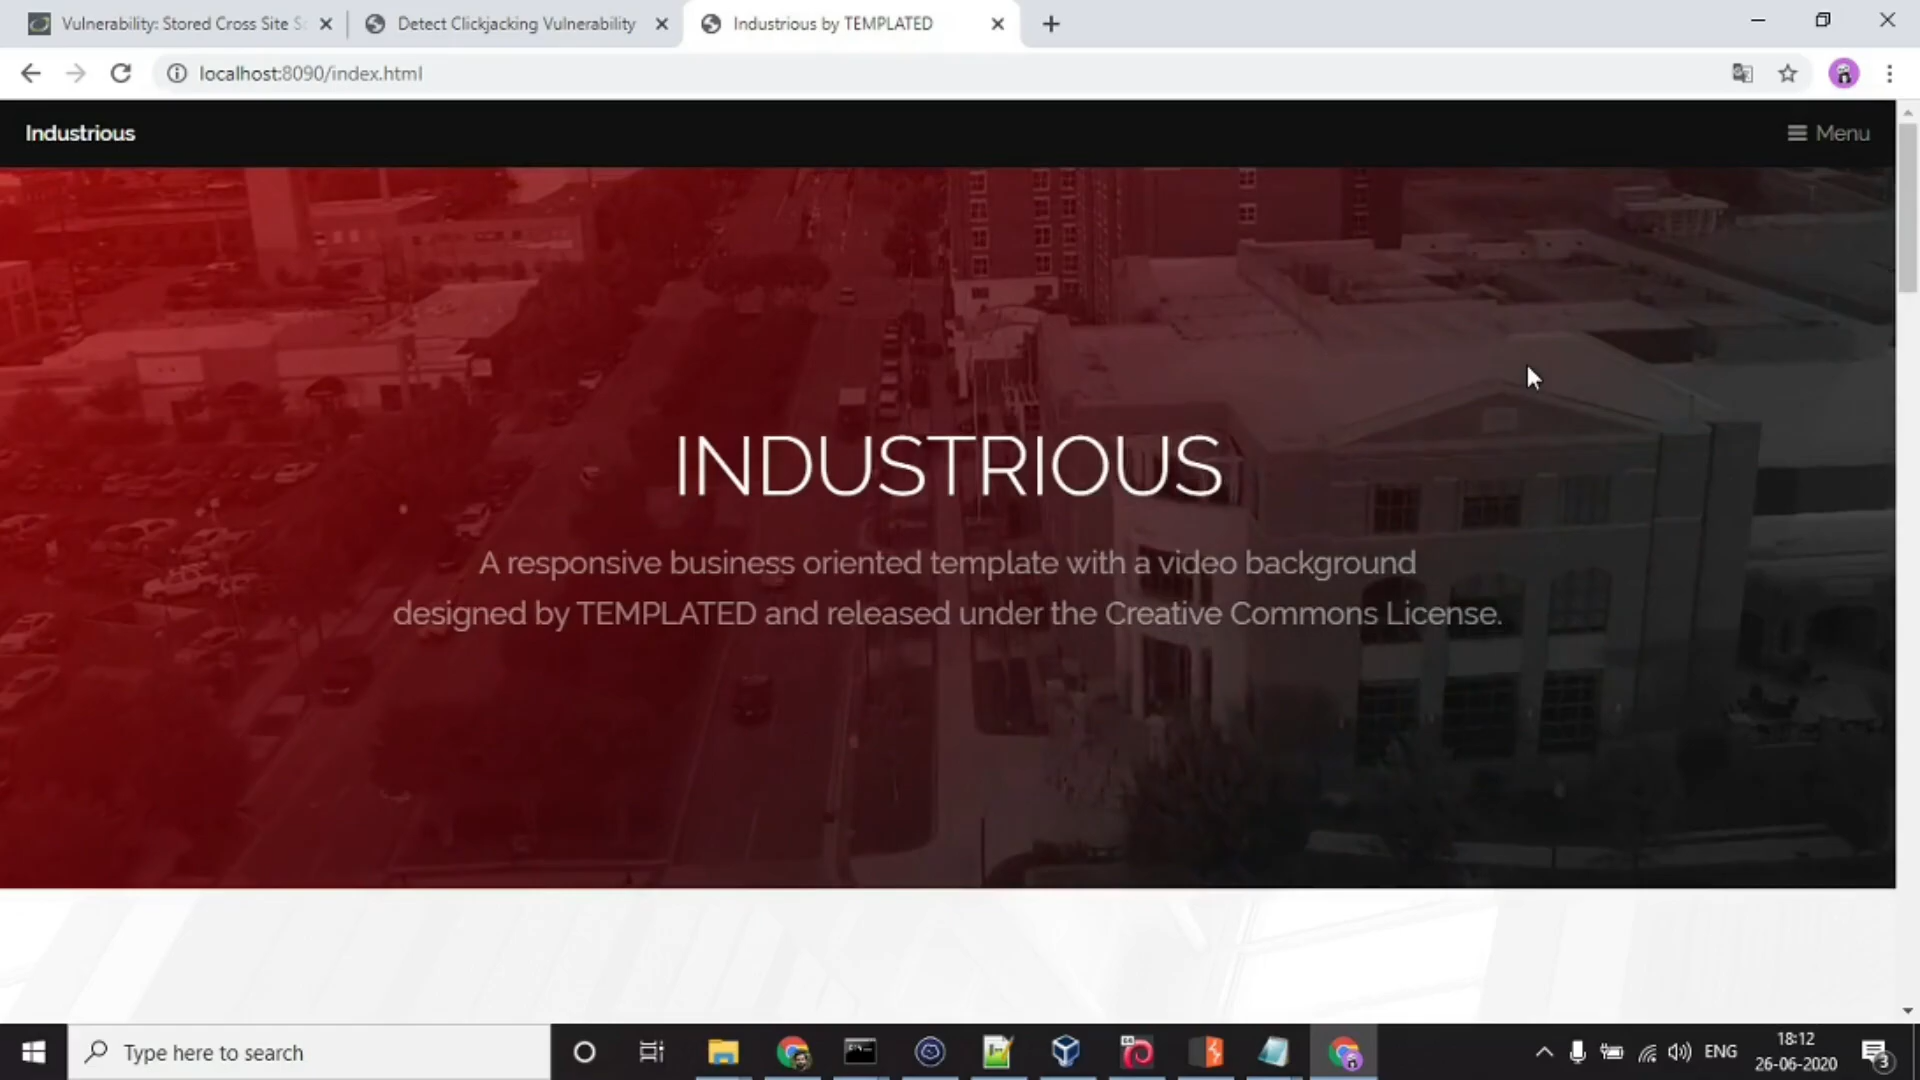 Vulnerability: Stored Cross Site S
Detect Clickjacking Vulnerability
Industrious by TEMPLATED
localhost:8090/index.html
Industrious
Menu
INDUSTRIOUS
A responsive business oriented template with a video background
designed by TEMPLATED and released under the Creative Commons License.
Type here to search
ENG
18:12
26-06-2020
3